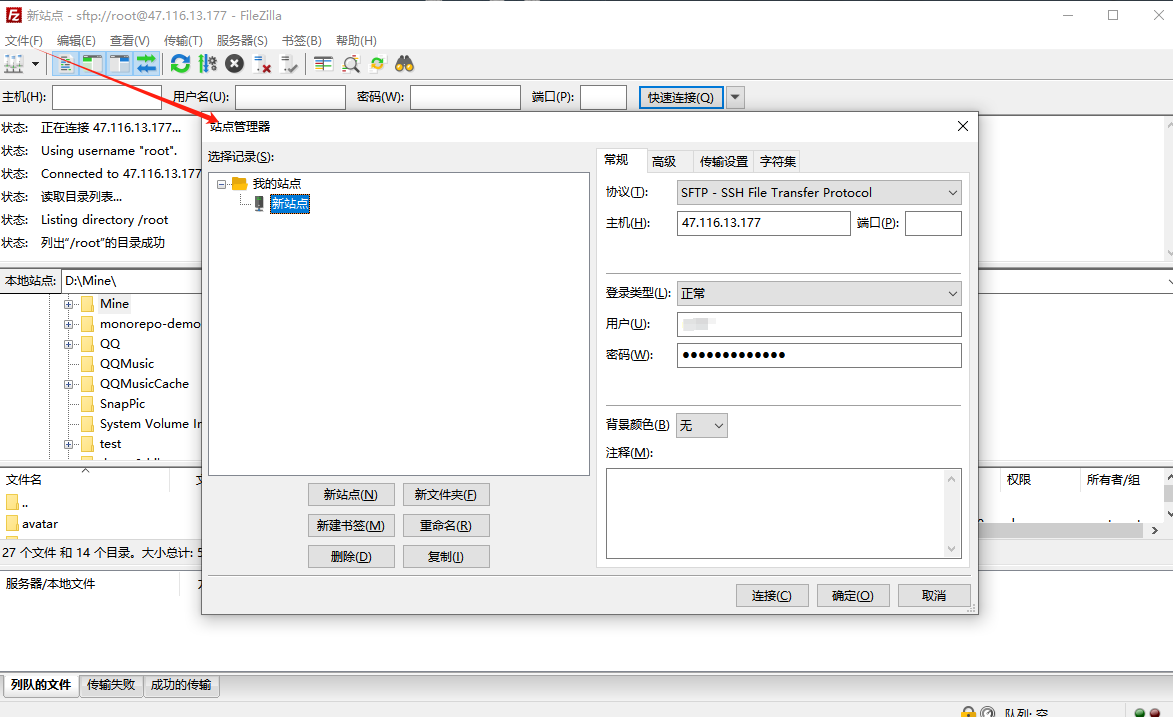 新站点 - sftp://root@47.116.13.177 - FileZilla
文件(F) 编辑(E) 查看(V) 传输(T) 服务器(S) 书签(B) 帮助(H)
主机(H): 用户名(U): 密码(W): 端口(P): 快速连接(Q)
状态: 正在连接 47.116.13.177...
状态: Using username "root".
状态: Connected to 47.116.13.177
状态: 读取目录列表...
状态: Listing directory /root
状态: 列出“/root”的目录成功
本地站点: D:\Mine\
Mine
monorepo-demo
QQ
QQMusic
QQMusicCache
SnapPic
System Volume In
test
文件名
..
avatar
27 个文件 和 14 个目录。大小总计: 5
服务器/本地文件
权限 所有者/组
站点管理器
选择记录(S):
我的站点
新站点
新站点(N) 新文件夹(F)
新建书签(M) 重命名(R)
删除(D) 复制(I)
常规 高级 传输设置 字符集
协议(T): SFTP - SSH File Transfer Protocol
主机(H): 47.116.13.177 端口(P):
登录类型(L): 正常
用户(U):
密码(W): ●●●●●●●●●●●●●
背景颜色(B) 无
注释(M):
连接(C) 确定(O) 取消
列队的文件 传输失败 成功的传输
队列: 空